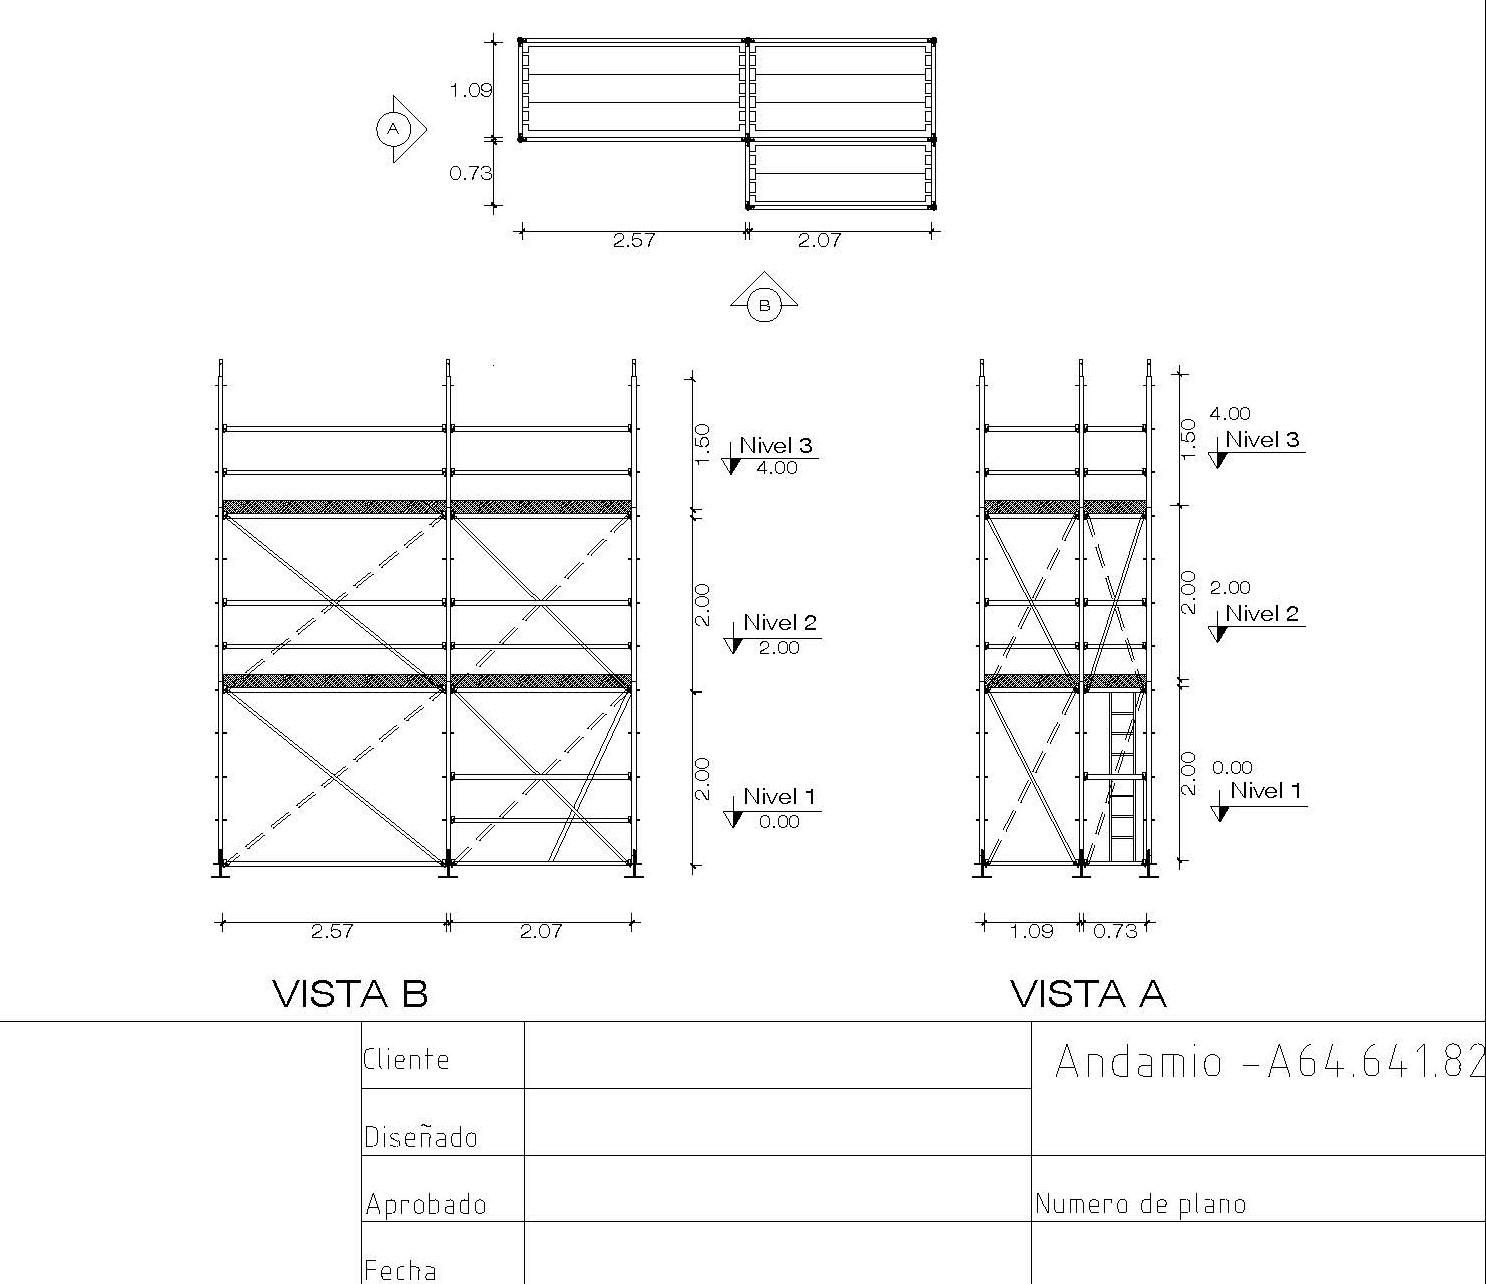 1.09
A
0.73
2.57 2.07
B
1.50
Nivel 3
4.00
2.00
Nivel 2
2.00
2.00
Nivel 1
0.00
2.57 2.07
VISTA B
4.00
1.50
Nivel 3
2.00
2.00
Nivel 2
0.00
2.00
Nivel 1
1.09 0.73
VISTA A
Cliente
Andamio -A64.641.82
Diseñado
Aprobado
Numero de plano
Fecha